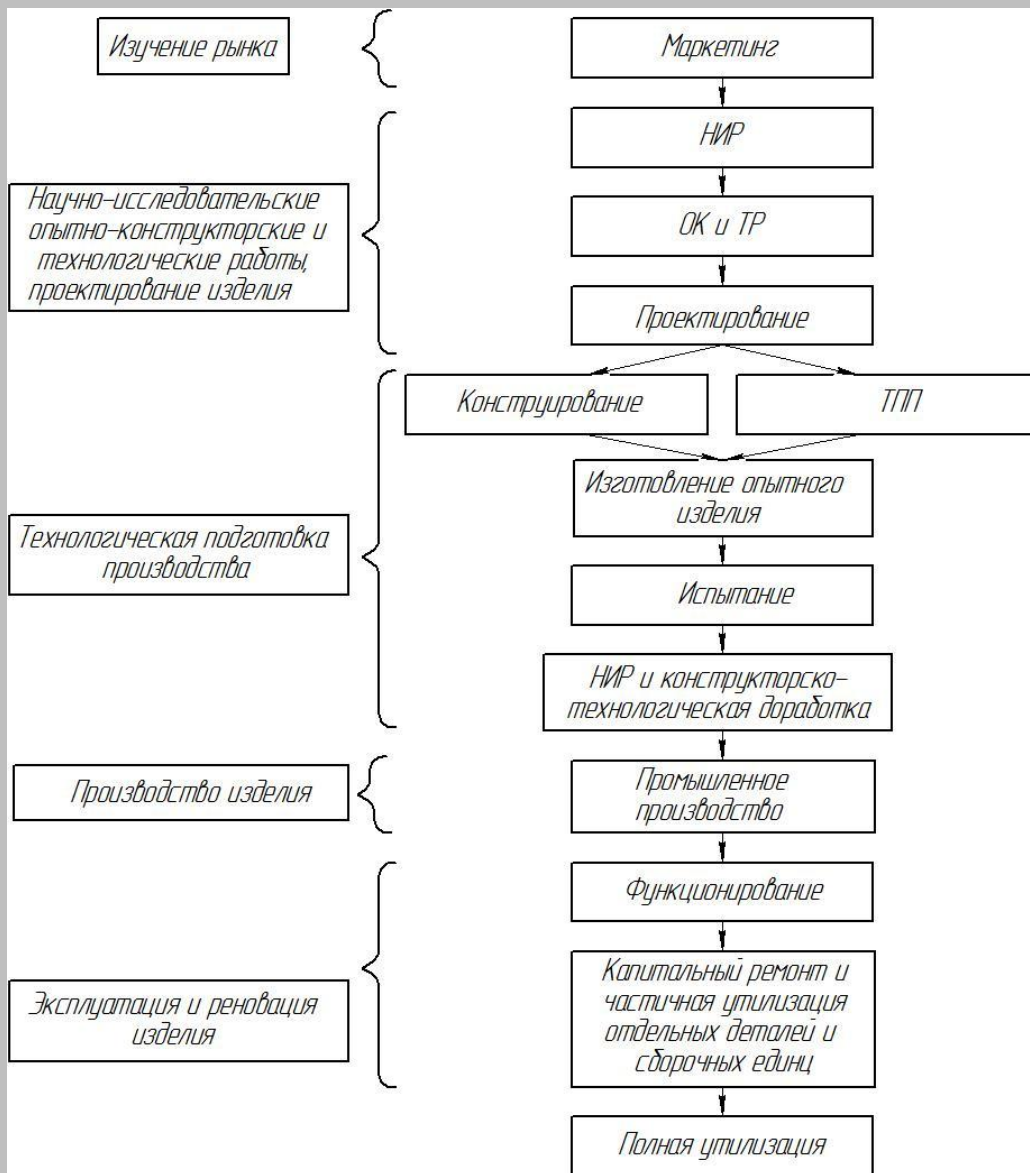 Изучение рынка
Маркетинг
НИР
Научно-исследовательские
опытно-конструкторские и
технологические работы,
проектирование изделия
ОК и ТР
Проектирование
Конструирование
ТПП
Изготовление опытного
изделия
Технологическая подготовка
производства
Испытание
НИР и конструкторско-
технологическая доработка
Производство изделия
Промышленное
производство
Функционирование
Эксплуатация и реновация
изделия
Капитальный ремонт и
частичная утилизация
отдельных деталей и
сборочных единц
Полная утилизация